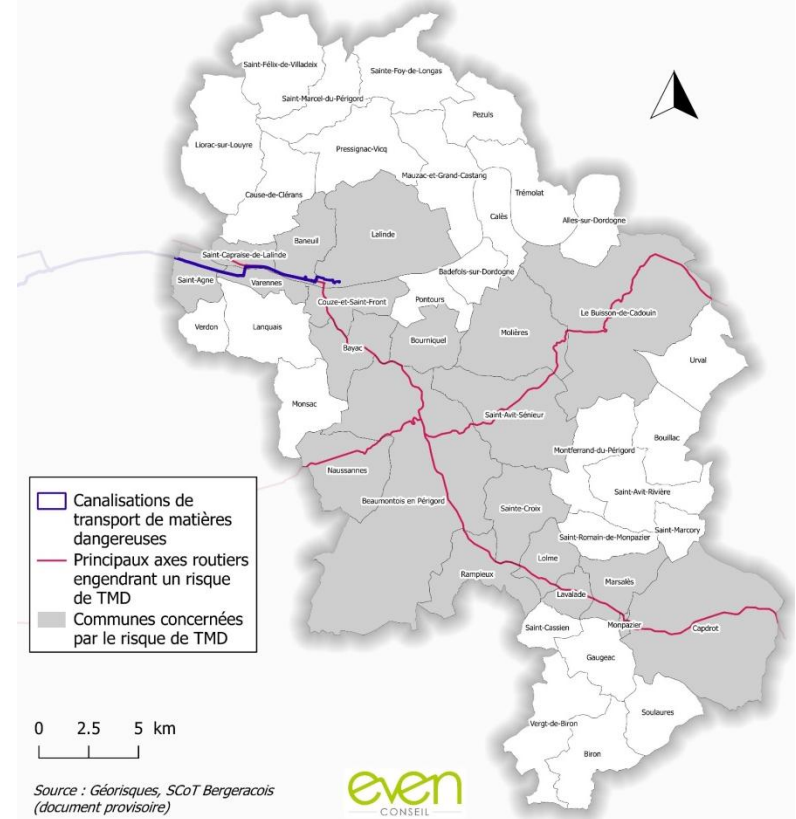 Saint-Félix-de-Villadeix
Sainte-Foy-de-Longas
Saint-Marcel-du-Périgord
Pezuls
Liorac-sur-Louyre
Pressignac-Vicq
Mauzac-et-Grand-Castang
Trémolat
Cause-de-Clérans
Calès
Alles-sur-Dordogne
Lalinde
Baneuil
Saint-Capraise-de-Lalinde
Badefols-sur-Dordogne
Saint-Agne
Varennes
Couze-et-Saint-Front
Pontours
Le Buisson-de-Cadouin
Verdon
Lanquais
Bayac
Bourniquel
Molières
Urval
Monsac
Saint-Avit-Sénieur
Bouillac
Montferrand-du-Périgord
Naussannes
Beaumontois en Périgord
Saint-Avit-Rivière
Sainte-Croix
Saint-Marcory
Saint-Romain-de-Monpazier
Lolme
Rampieux
Marsalès
Lavalade
Saint-Cassien
Monpazier
Capdrot
Gaugeac
Soulaures
Vergt-de-Biron
Biron
Canalisations de
transport de matières
dangereuses
Principaux axes routiers
engendrant un risque
de TMD
Communes concernées
par le risque de TMD
0 2.5 5 km
Source : Géorisques, SCoT Bergeracois
(document provisoire)
even
CONSEIL